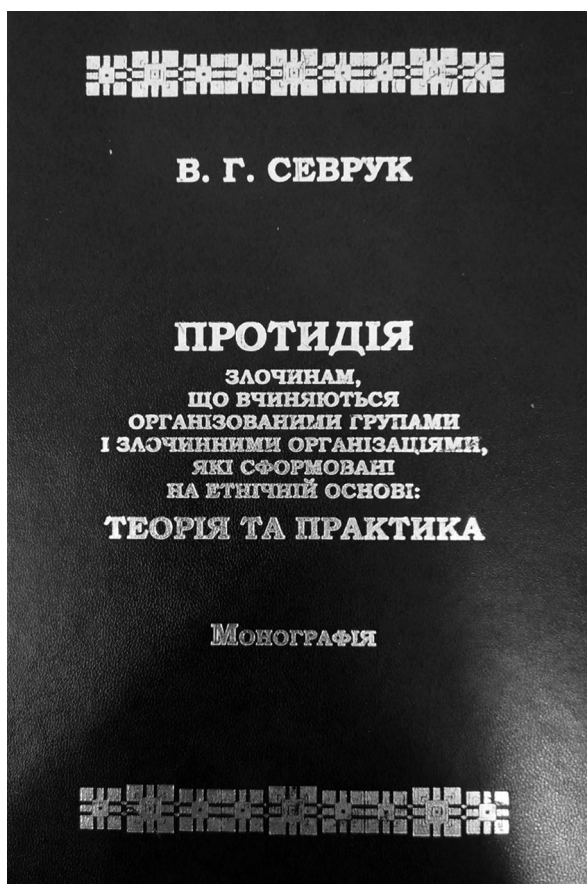 В. Г. СЕВРУК
ПРОТИДІЯ
ЗЛОЧИНАМ,
ЩО ВЧИНЯЮТЬСЯ
ОРГАНІЗОВАНИМИ ГРУПАМИ
І ЗЛОЧИННИМИ ОРГАНІЗАЦІЯМИ,
ЯКІ СФОРМОВАНІ
НА ЕТНІЧНІЙ ОСНОВІ:
ТЕОРІЯ ТА ПРАКТИКА
МОНОГРАФІЯ